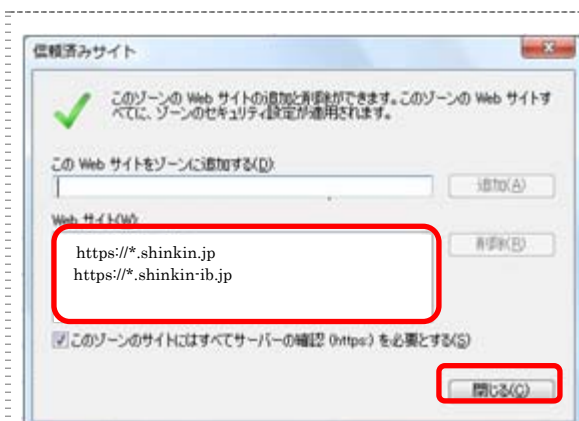 信頼済みサイト
このゾーンの Web サイトの追加と削除ができます。このゾーンの Web サイトす
べてに、ゾーンのセキュリティ設定が適用されます。
この Web サイトをゾーンに追加する(D):
追加(A)
Web サイト(W):
https://*.shinkin.jp
https://*.shinkin-ib.jp
削除(R)
このゾーンのサイトにはすべてサーバーの確認 (https:) を必要とする(S)
閉じる(C)